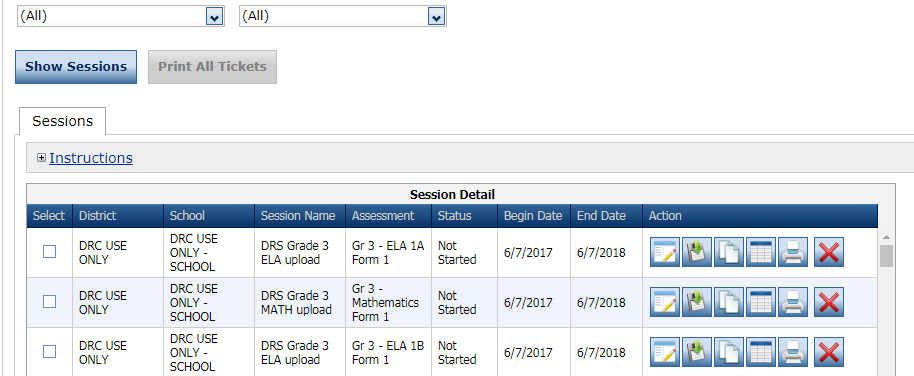 (All) (All)
Show Sessions Print All Tickets
Sessions
Instructions
Session Detail
Select District School Session Name Assessment Status Begin Date End Date Action
DRC USE ONLY DRC USE ONLY - SCHOOL DRS Grade 3 ELA upload Gr 3 - ELA 1A Form 1 Not Started 6/7/2017 6/7/2018
DRC USE ONLY DRC USE ONLY - SCHOOL DRS Grade 3 MATH upload Gr 3 - Mathematics Form 1 Not Started 6/7/2017 6/7/2018
DRC USE ONLY DRC USE ONLY - SCHOOL DRS Grade 3 ELA upload Gr 3 - ELA 1B Form 1 Not Started 6/7/2017 6/7/2018